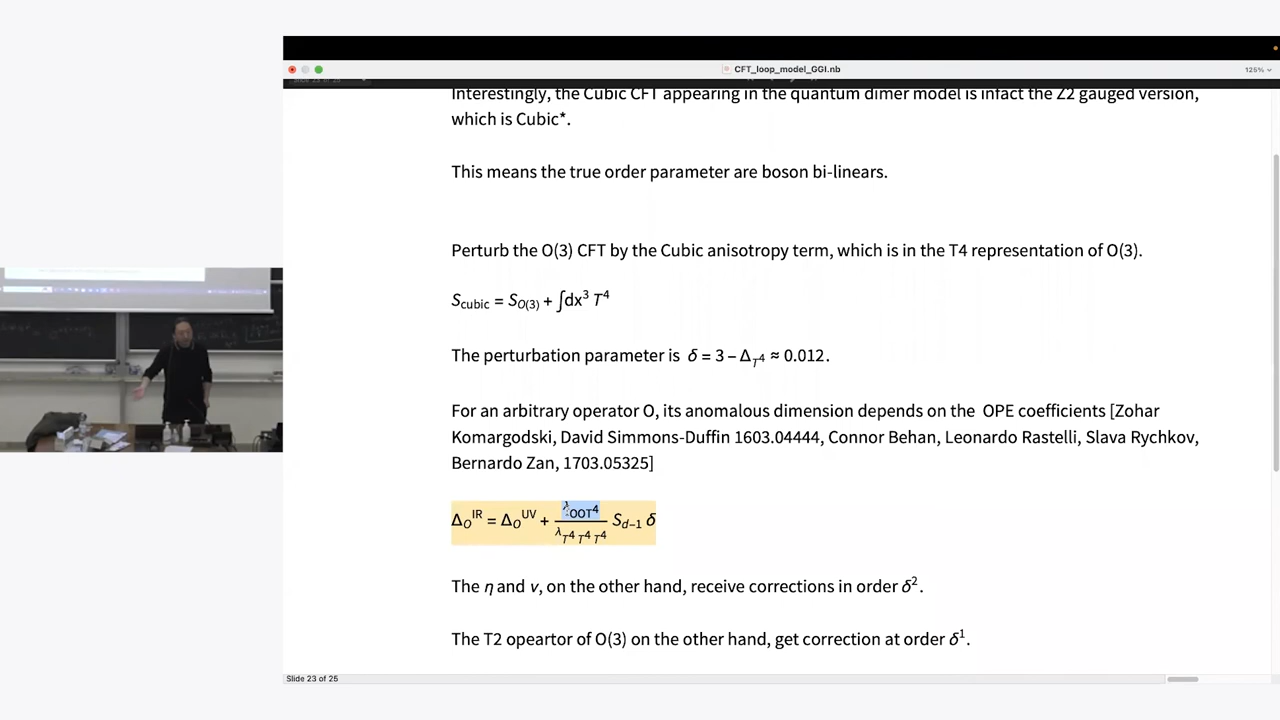 CFT_loop_model_GGI.nb
125%
Interestingly, the Cubic CFT appearing in the quantum dimer model is infact the Z2 gauged version,
which is Cubic*.
This means the true order parameter are boson bi-linears.
Perturb the O(3) CFT by the Cubic anisotropy term, which is in the T4 representation of O(3).
S_cubic = S_O(3) + ∫dx³ T⁴
The perturbation parameter is δ = 3 – Δ_T⁴ ≈ 0.012.
For an arbitrary operator O, its anomalous dimension depends on the OPE coefficients [Zohar
Komargodski, David Simmons-Duffin 1603.04444, Connor Behan, Leonardo Rastelli, Slava Rychkov,
Bernardo Zan, 1703.05325]
Δ_O^IR = Δ_O^UV + λ_OOT⁴ / λ_T⁴T⁴T⁴ S_d–1 δ
The η and ν, on the other hand, receive corrections in order δ².
The T2 opeartor of O(3) on the other hand, get correction at order δ¹.
Slide 23 of 25